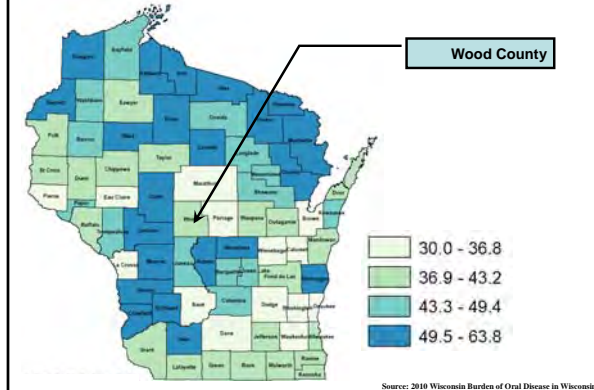 Wood County
Bayfield
Douglas
Ashland
Iron
Vilas
Burnett
Washburn
Sawyer
Oneida
Polk
Barron
Rusk
Price
Lincoln
Langlade
Marinette
Taylor
St Croix
Dunn
Chippewa
Marathon
Menominee
Oconto
Shawano
Door
Pierce
Pepin
Eau Claire
Clark
Buffalo
Trempealeau
Jackson
Wood
Portage
Waupaca
Outagamie
Brown
Kewaunee
La Crosse
Monroe
Juneau
Adams
Waushara
Winnebago
Calumet
Manitowoc
Marquette
Green Lake
Fond du Lac
Vernon
Crawford
Richland
Sauk
Columbia
Dodge
Washington
Ozaukee
Grant
Iowa
Dane
Jefferson
Waukesha
Milwaukee
Lafayette
Green
Rock
Walworth
Racine
Kenosha
30.0 - 36.8
36.9 - 43.2
43.3 - 49.4
49.5 - 63.8
Source: 2010 Wisconsin Burden of Oral Disease in Wisconsin